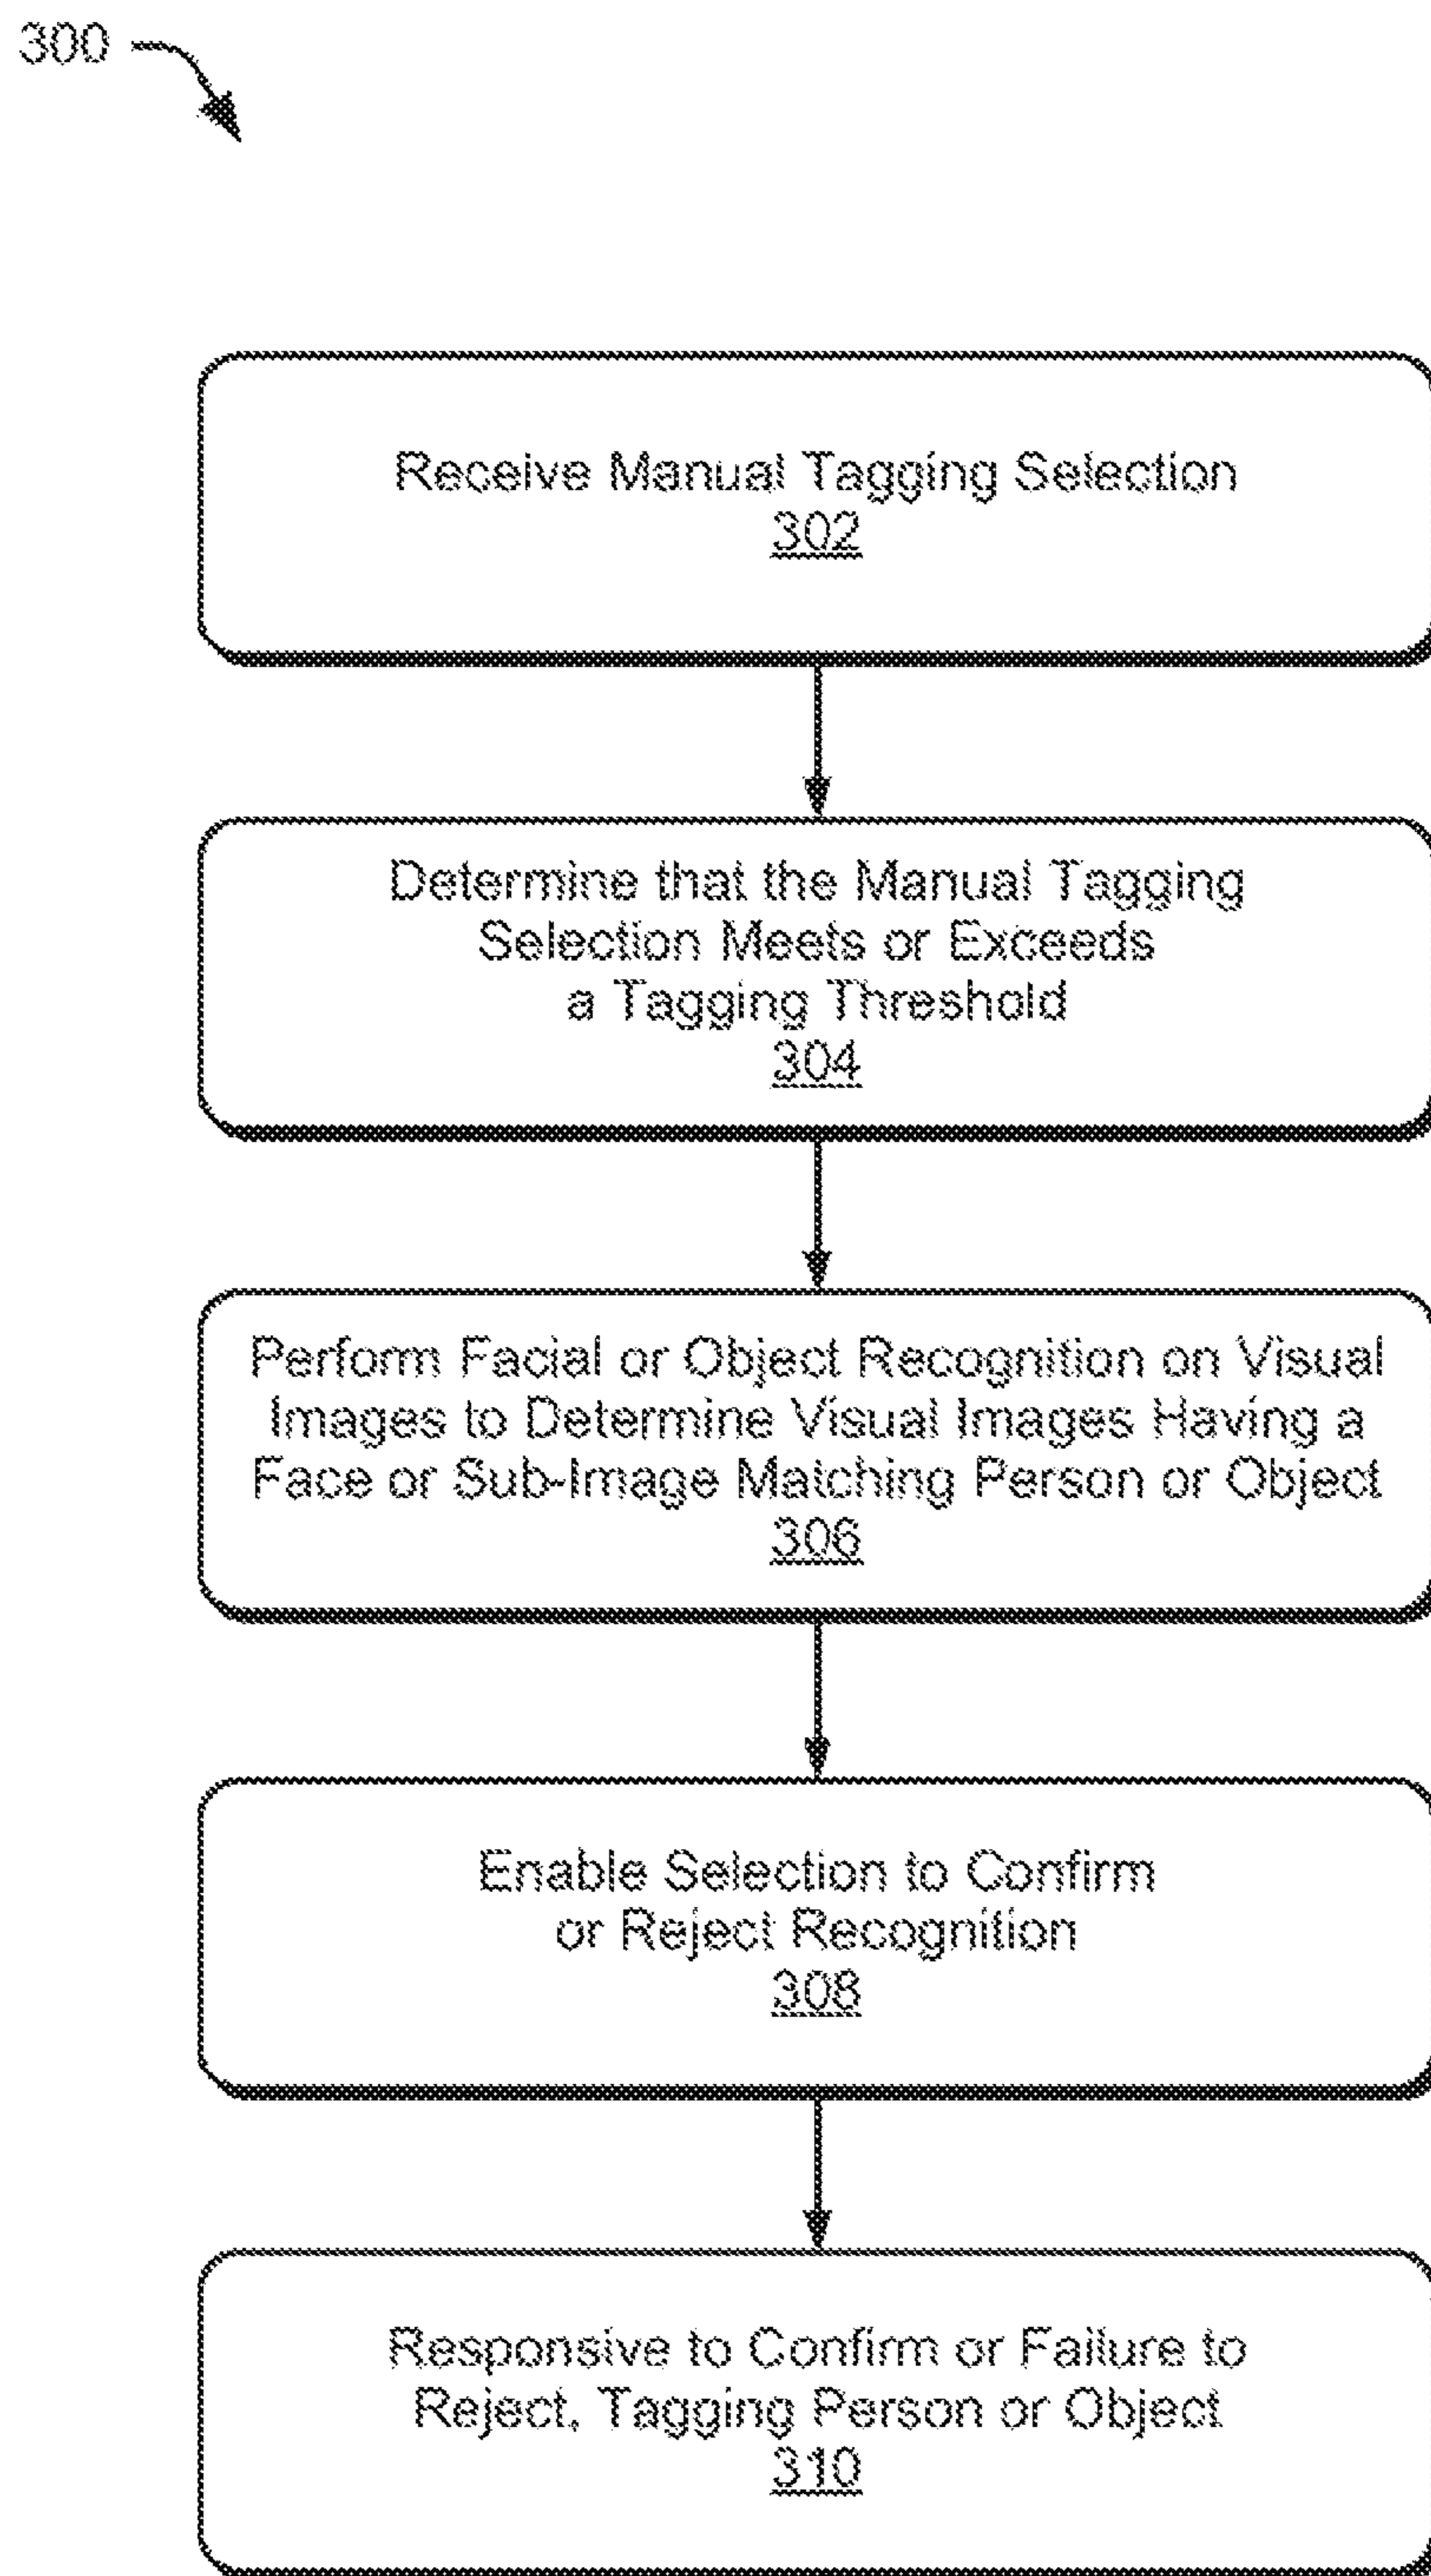 300
Receive Manual Tagging Selection
302
Determine that the Manual Tagging
Selection Meets or Exceeds
a Tagging Threshold
304
Perform Facial or Object Recognition on Visual
Images to Determine Visual Images Having a
Face or Sub-Image Matching Person or Object
306
Enable Selection to Confirm
or Reject Recognition
308
Responsive to Confirm or Failure to
Reject, Tagging Person or Object
310